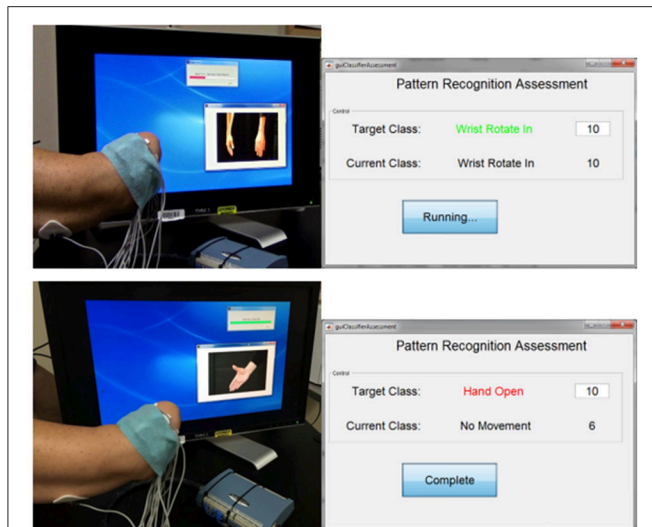 guiClassifierAssessment
Pattern Recognition Assessment
Control
Target Class: Wrist Rotate In 10
Current Class: Wrist Rotate In 10
Running...
guiClassifierAssessment
Pattern Recognition Assessment
Control
Target Class: Hand Open 10
Current Class: No Movement 6
Complete